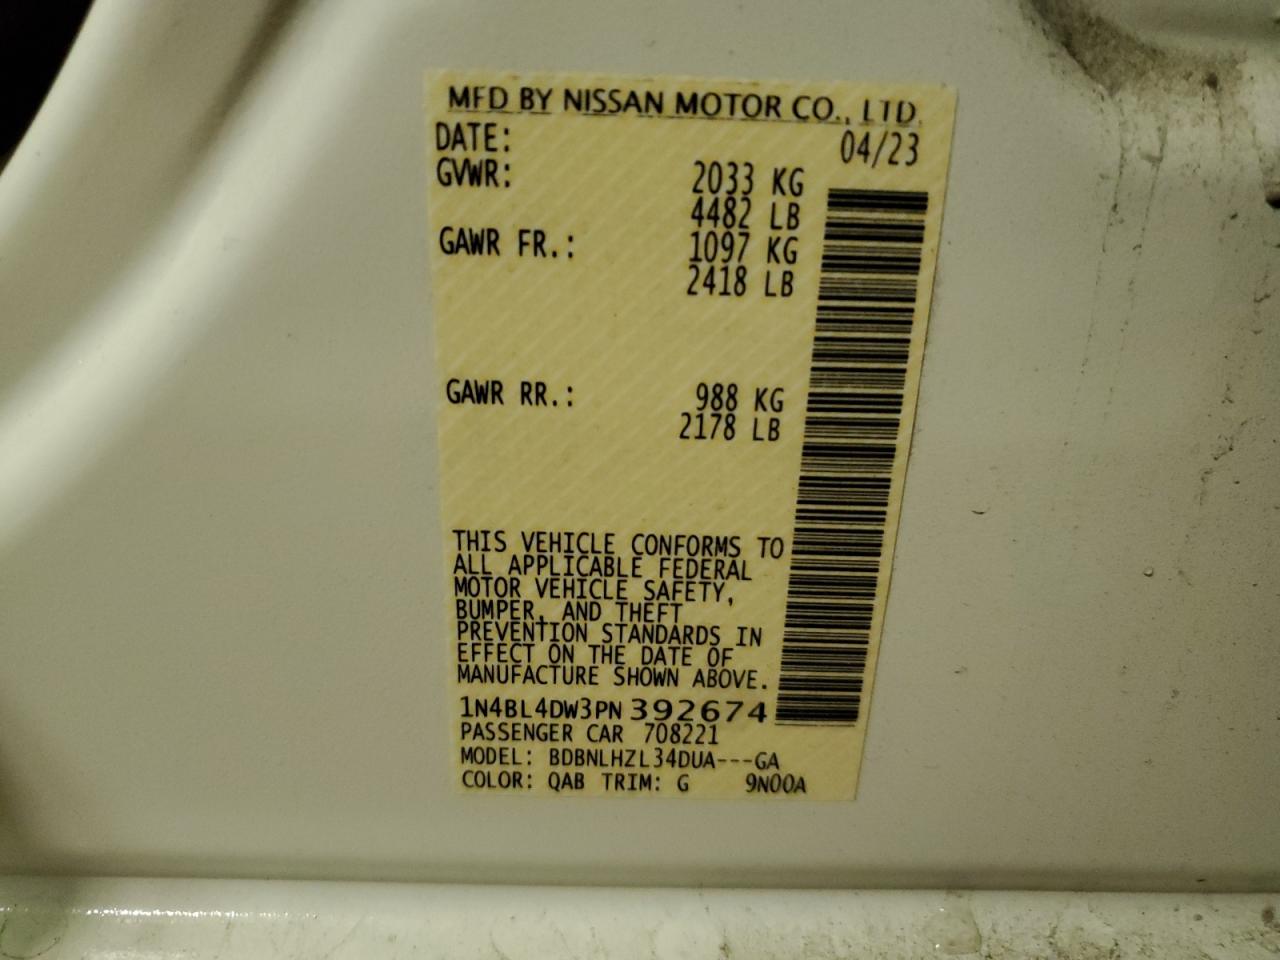 MFD BY NISSAN MOTOR CO., LTD.
DATE: 04/23
GVWR: 2033 KG
4482 LB
GAWR FR.: 1097 KG
2418 LB
GAWR RR.: 988 KG
2178 LB
THIS VEHICLE CONFORMS TO
ALL APPLICABLE FEDERAL
MOTOR VEHICLE SAFETY,
BUMPER, AND THEFT
PREVENTION STANDARDS IN
EFFECT ON THE DATE OF
MANUFACTURE SHOWN ABOVE.
1N4BL4DW3PN392674
PASSENGER CAR 708221
MODEL: BDBNLHZL34DUA---GA
COLOR: QAB TRIM: G 9N00A